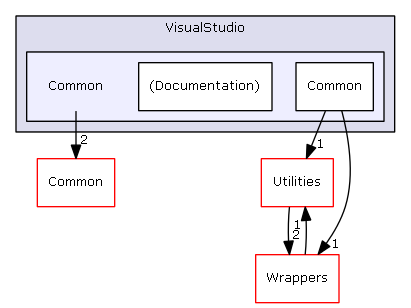 VisualStudio
Common
(Documentation)
Common
2
1
Common
Utilities
1
2
1
Wrappers